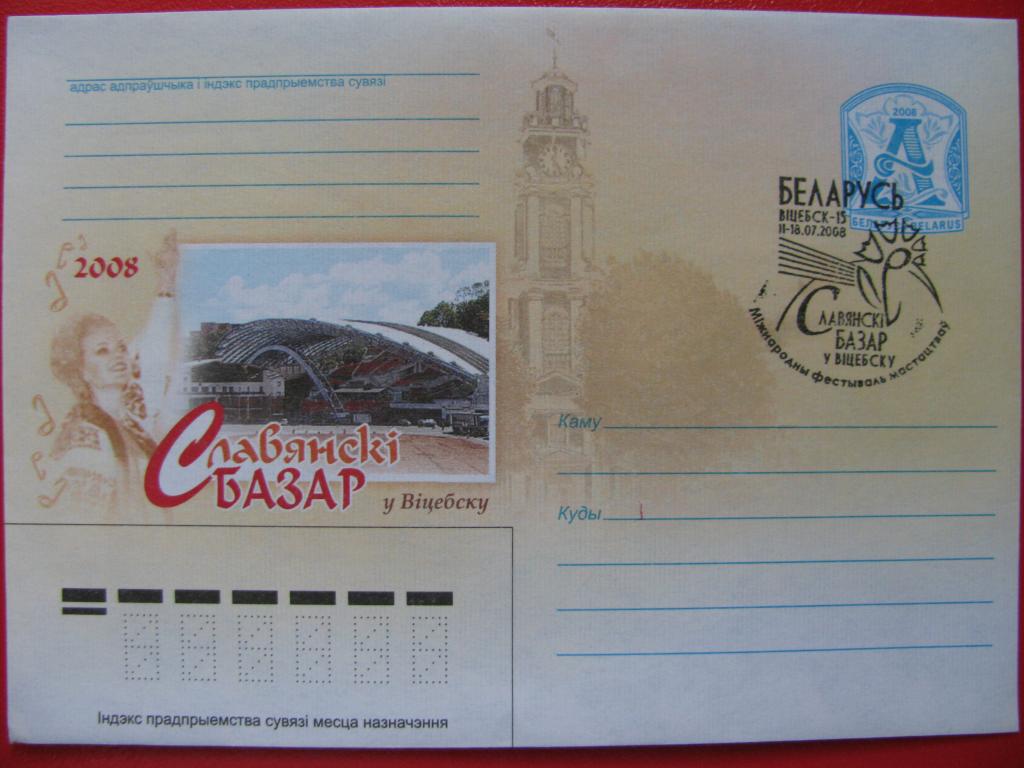 адрас адпраўшчыка і індэкс прадпрыемства сувязі
2008
Славянскі
БАЗАР
у Віцебску
2008
А
БЕЛАРУСЬ
ВІЦЕБСК-15
11-18.07.2008
BELARUS
Славянскі
БАЗАР
у ВІЦЕБСКУ
Міжнародны фестываль мастацтваў
Каму
Куды
Індэкс прадпрыемства сувязі месца назначэння